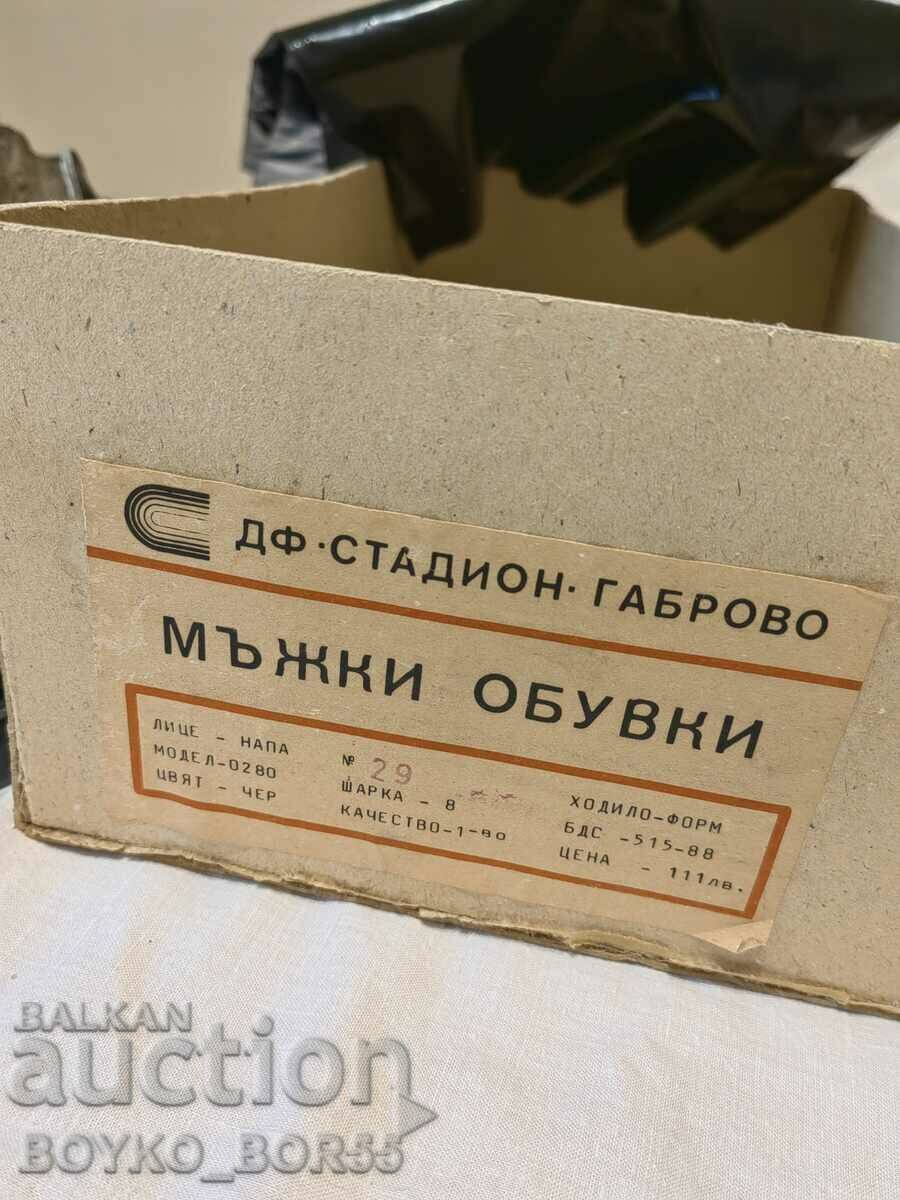 ДФ·СТАДИОН·ГАБРОВО
МЪЖКИ ОБУВКИ
ЛИЦЕ - НАПА
МОДЕЛ-0280
ЦВЯТ - ЧЕР
№ 29
ШАРКА - 8
КАЧЕСТВО-1-во
ХОДИЛО-ФОРМ
БДС -515-88
ЦЕНА - 111лв.
BALKAN
auction
BOYKO_BOR55